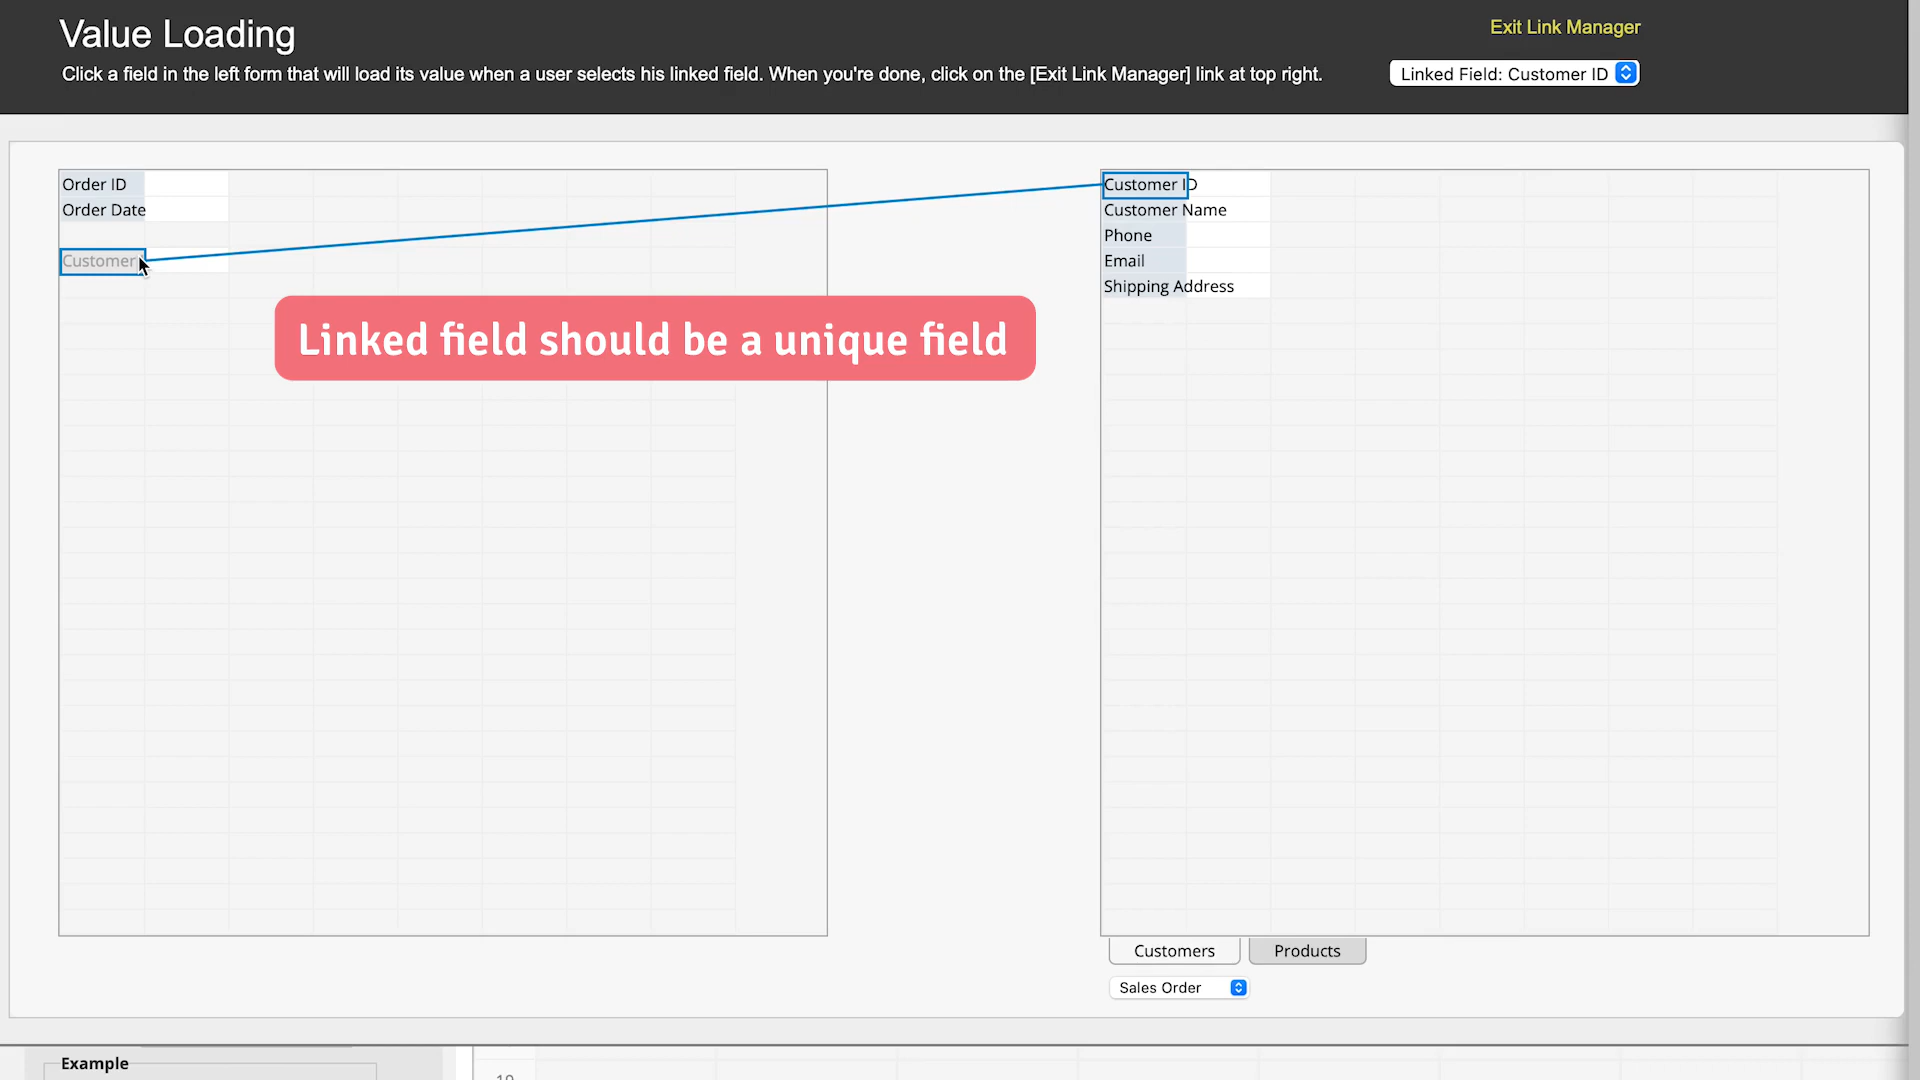 Value Loading
Exit Link Manager
Click a field in the left form that will load its value when a user selects his linked field. When you're done, click on the [Exit Link Manager] link at top right.
Linked Field: Customer ID
Order ID
Order Date
Customer
Customer ID
Customer Name
Phone
Email
Shipping Address
Linked field should be a unique field
Customers
Products
Sales Order
Example